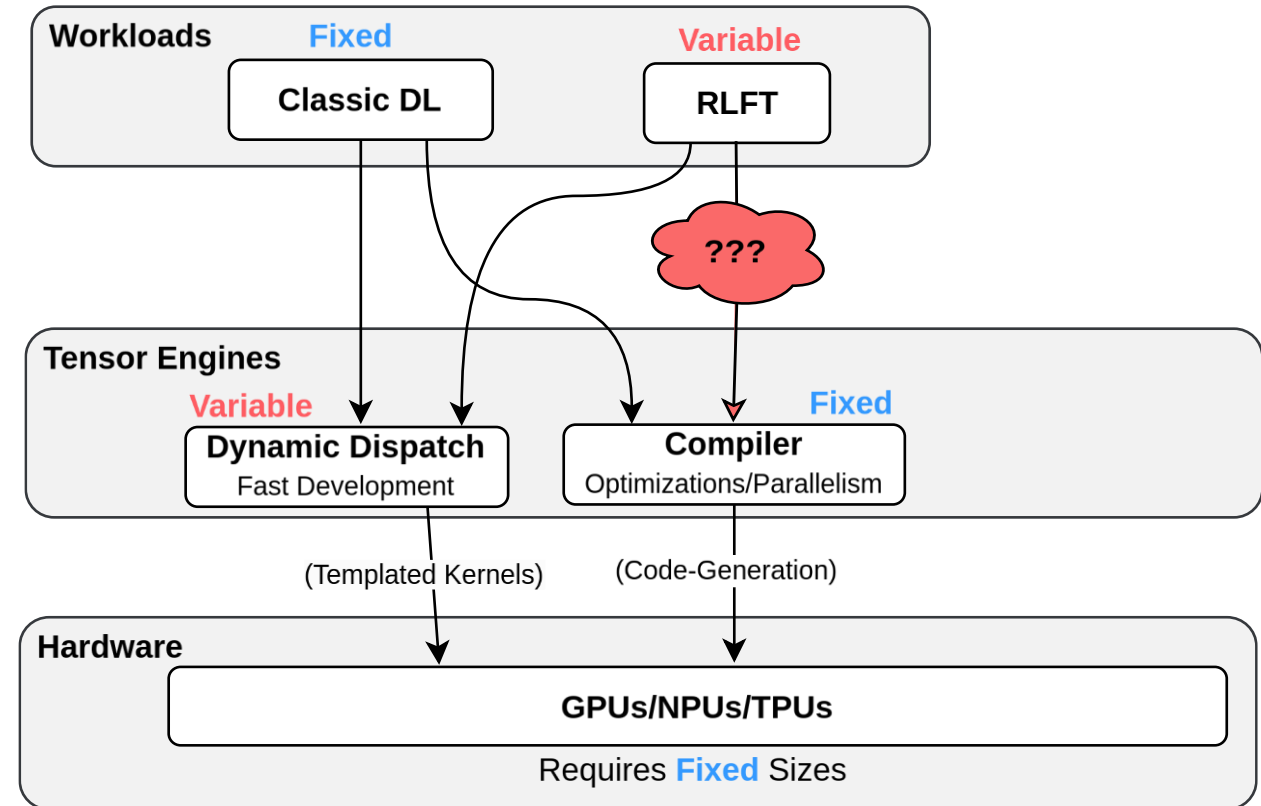 Workloads
Fixed
Variable
Classic DL
RLFT
???
Tensor Engines
Variable
Fixed
Dynamic Dispatch
Fast Development
Compiler
Optimizations/Parallelism
(Templated Kernels)
(Code-Generation)
Hardware
GPUs/NPUs/TPUs
Requires Fixed Sizes